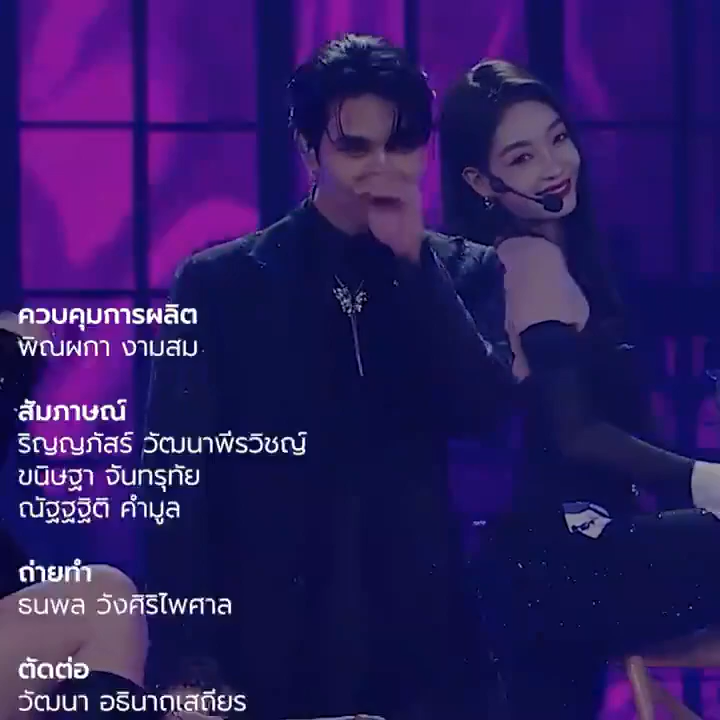 ควบคุมการผลิต
พิณผกา งามสม
สัมภาษณ์
ริญญภัสร์ วัฒนาพีรวิชญ์
ขนิษฐา จันทรุทัย
ณัฐฐฐิติ คำมูล
ถ่ายทำ
ธนพล วังศิริไพศาล
ตัดต่อ
วัฒนา อธินาถเสถียร